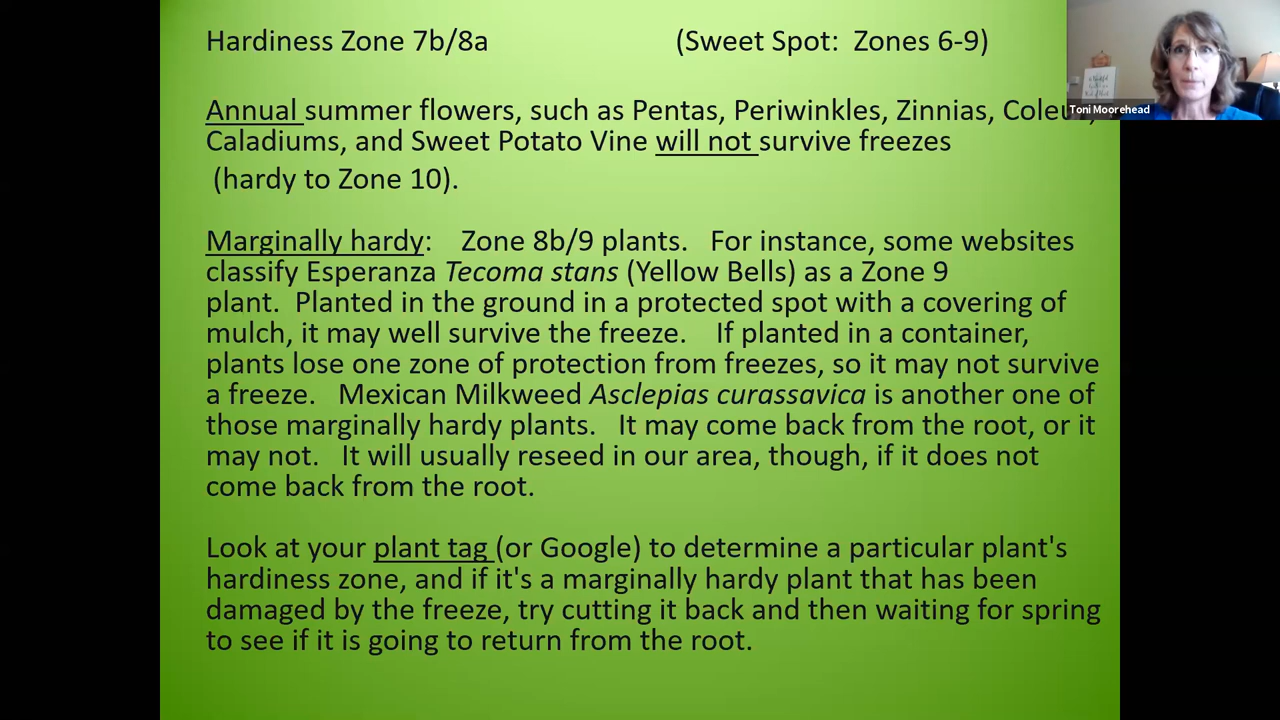 Hardiness Zone 7b/8a (Sweet Spot: Zones 6-9)
Annual summer flowers, such as Pentas, Periwinkles, Zinnias, Coleu
Caladiums, and Sweet Potato Vine will not survive freezes
(hardy to Zone 10).
Marginally hardy: Zone 8b/9 plants. For instance, some websites
classify Esperanza Tecoma stans (Yellow Bells) as a Zone 9
plant. Planted in the ground in a protected spot with a covering of
mulch, it may well survive the freeze. If planted in a container,
plants lose one zone of protection from freezes, so it may not survive
a freeze. Mexican Milkweed Asclepias curassavica is another one of
those marginally hardy plants. It may come back from the root, or it
may not. It will usually reseed in our area, though, if it does not
come back from the root.
Look at your plant tag (or Google) to determine a particular plant's
hardiness zone, and if it's a marginally hardy plant that has been
damaged by the freeze, try cutting it back and then waiting for spring
to see if it is going to return from the root.
Toni Moorehead